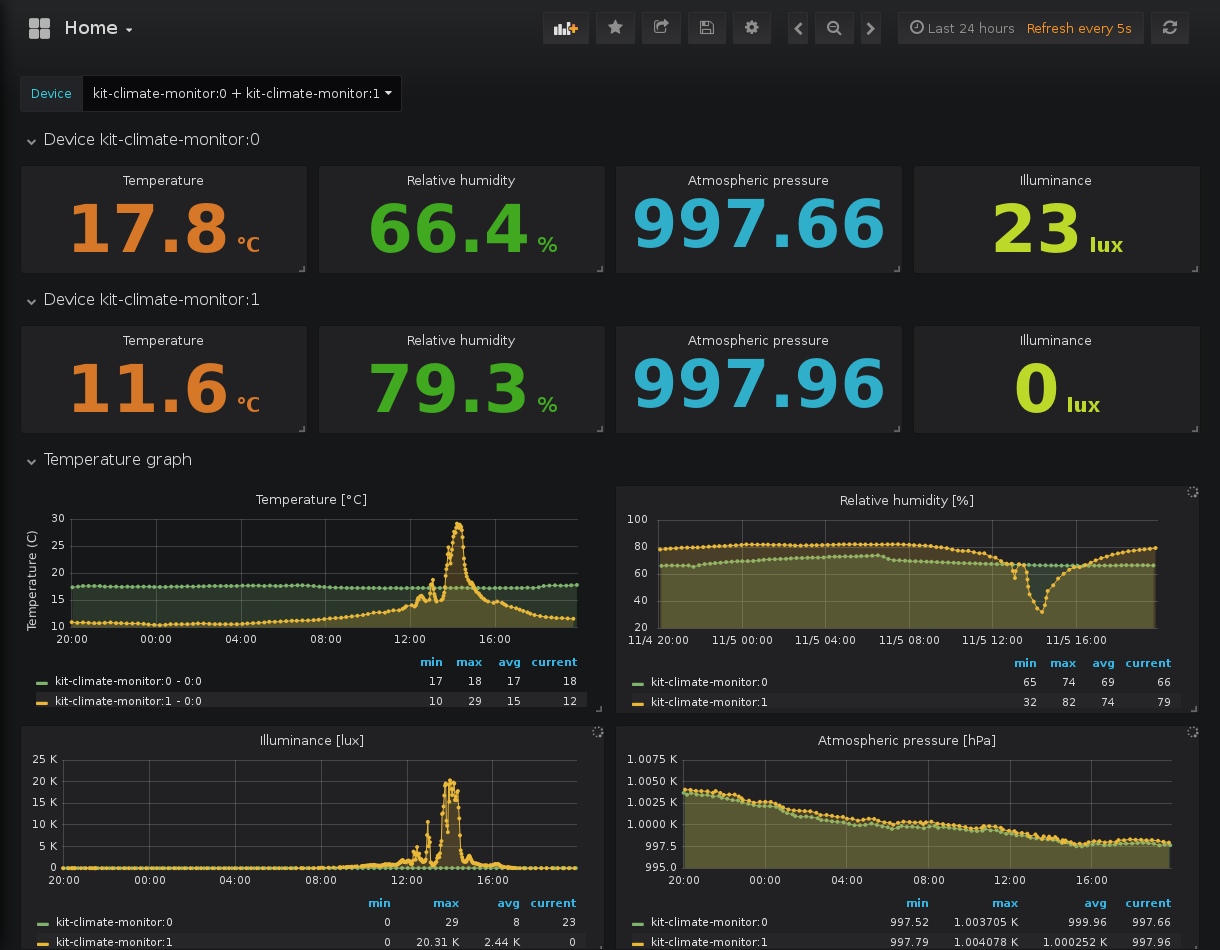 Home
Last 24 hours Refresh every 5s
Device kit-climate-monitor:0 + kit-climate-monitor:1
Device kit-climate-monitor:0
Temperature Relative humidity Atmospheric pressure Illuminance
17.8 °C 66.4 % 997.66 23 lux
Device kit-climate-monitor:1
Temperature Relative humidity Atmospheric pressure Illuminance
11.6 °C 79.3 % 997.96 0 lux
Temperature graph
Temperature [°C]
Temperature (C)
30
25
20
15
10
20:00 00:00 04:00 08:00 12:00 16:00
min max avg current
kit-climate-monitor:0 - 0:0 17 18 17 18
kit-climate-monitor:1 - 0:0 10 29 15 12
Relative humidity [%]
100
80
60
40
20
11/4 20:00 11/5 00:00 11/5 04:00 11/5 08:00 11/5 12:00 11/5 16:00
min max avg current
kit-climate-monitor:0 65 74 69 66
kit-climate-monitor:1 32 82 74 79
Illuminance [lux]
25 K
20 K
15 K
10 K
5 K
0
20:00 00:00 04:00 08:00 12:00 16:00
min max avg current
kit-climate-monitor:0 0 29 8 23
kit-climate-monitor:1 0 20.31 K 2.44 K 0
Atmospheric pressure [hPa]
1.0075 K
1.0050 K
1.0025 K
1.0000 K
997.5
995.0
20:00 00:00 04:00 08:00 12:00 16:00
min max avg current
kit-climate-monitor:0 997.52 1.003705 K 999.96 997.66
kit-climate-monitor:1 997.79 1.004078 K 1.000252 K 997.96